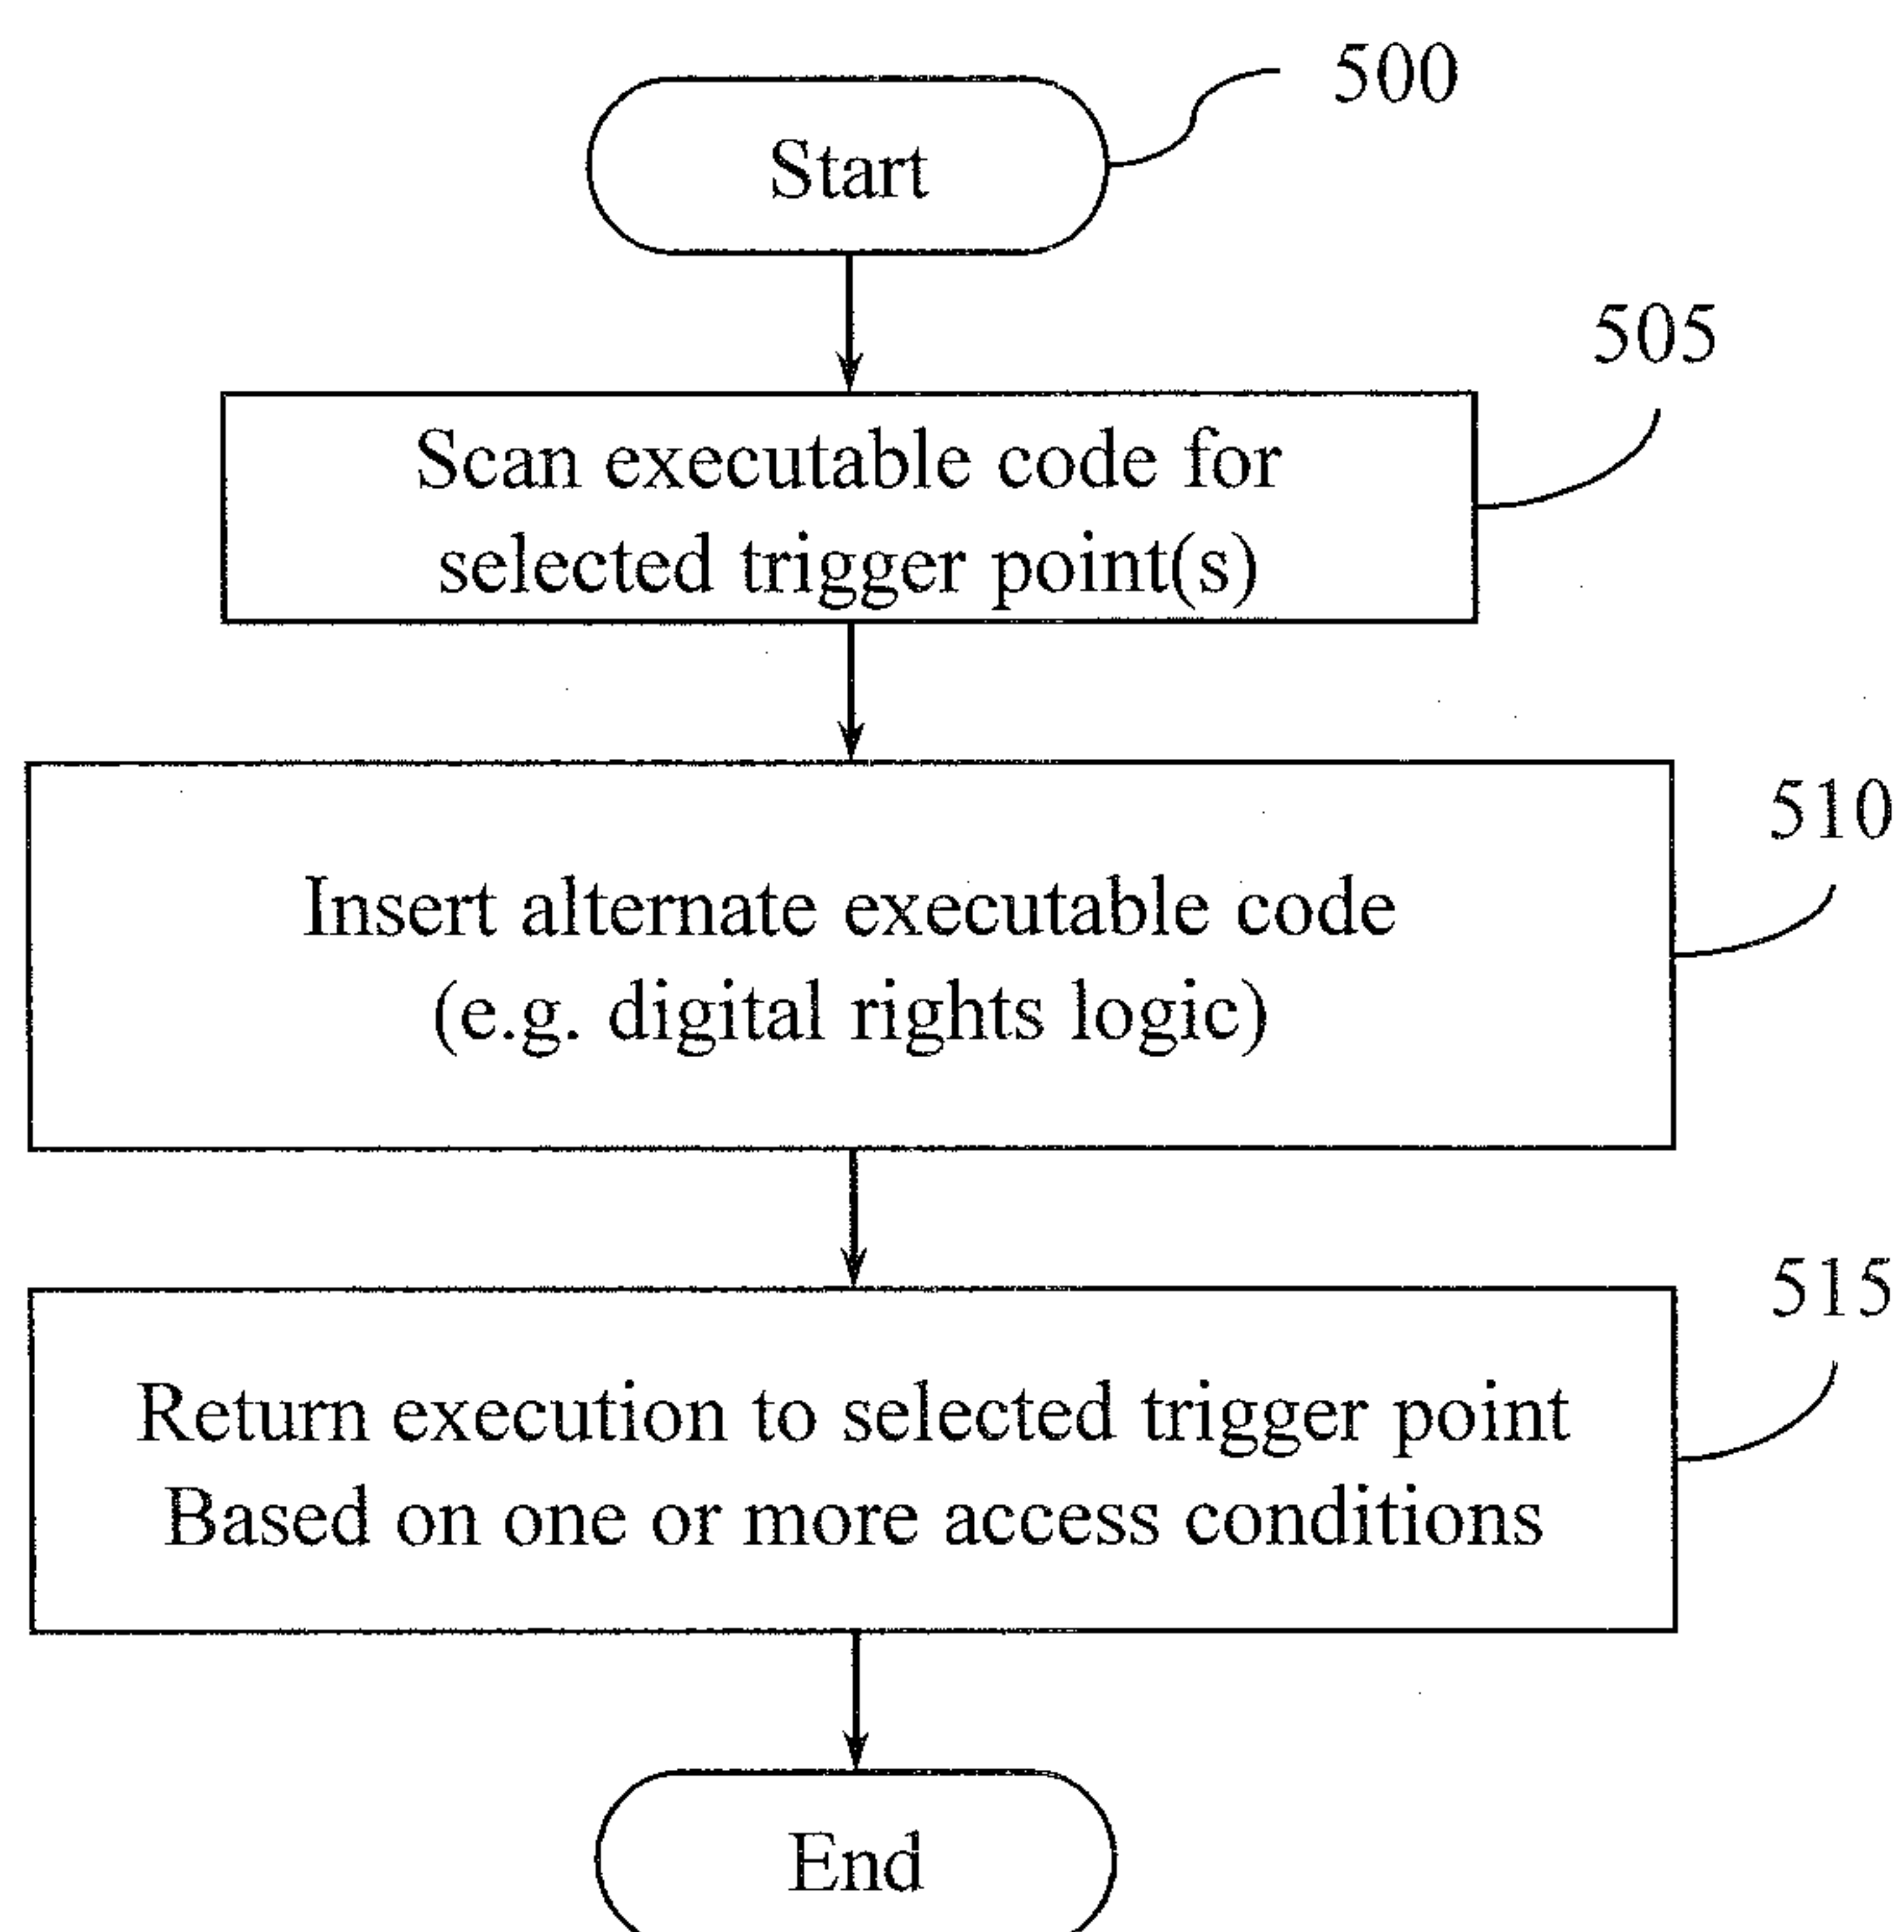 500
Start
505
Scan executable code for
selected trigger point(s)
510
Insert alternate executable code
(e.g. digital rights logic)
515
Return execution to selected trigger point
Based on one or more access conditions
End